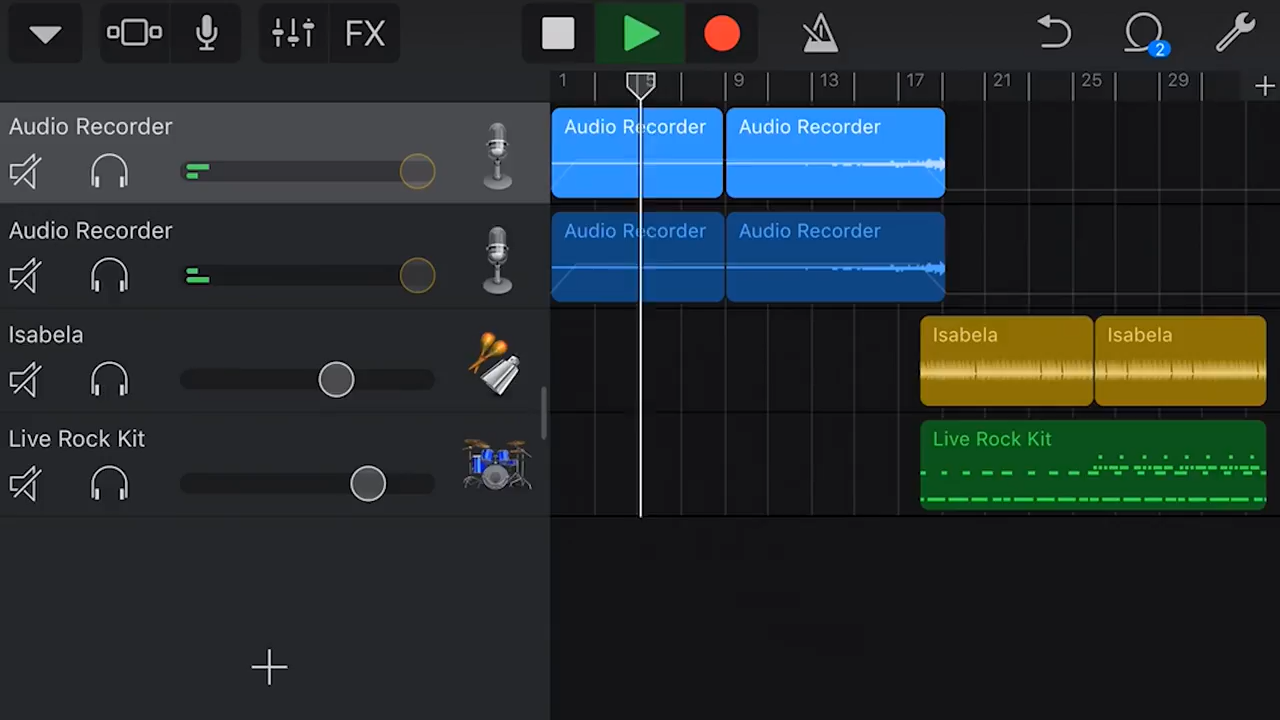 FX
2
1 5 9 13 17 21 25 29
Audio Recorder
Audio Recorder Audio Recorder
Audio Recorder
Audio Recorder Audio Recorder
Isabela
Isabela Isabela
Live Rock Kit
Live Rock Kit